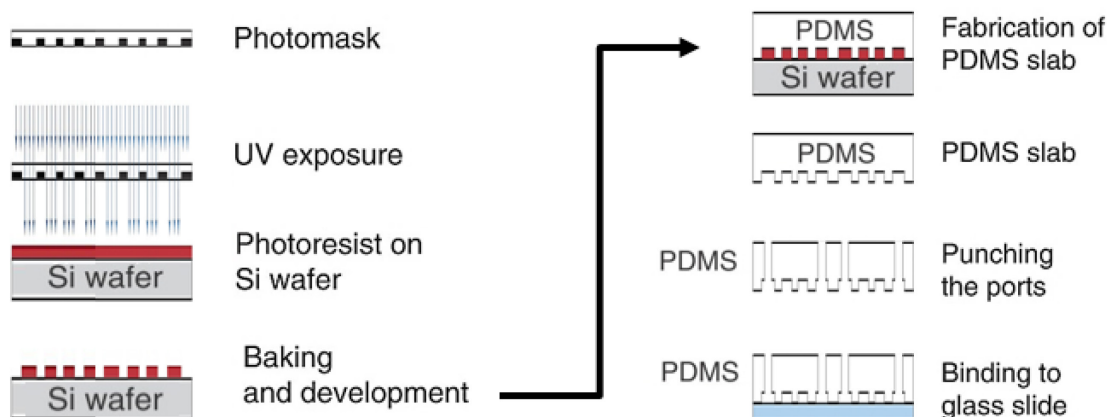 Photomask
UV exposure
Photoresist on
Si wafer
Si wafer
Baking
and development
Si wafer
PDMS
Si wafer
Fabrication of
PDMS slab
PDMS
PDMS slab
PDMS
Punching
the ports
PDMS
Binding to
glass slide